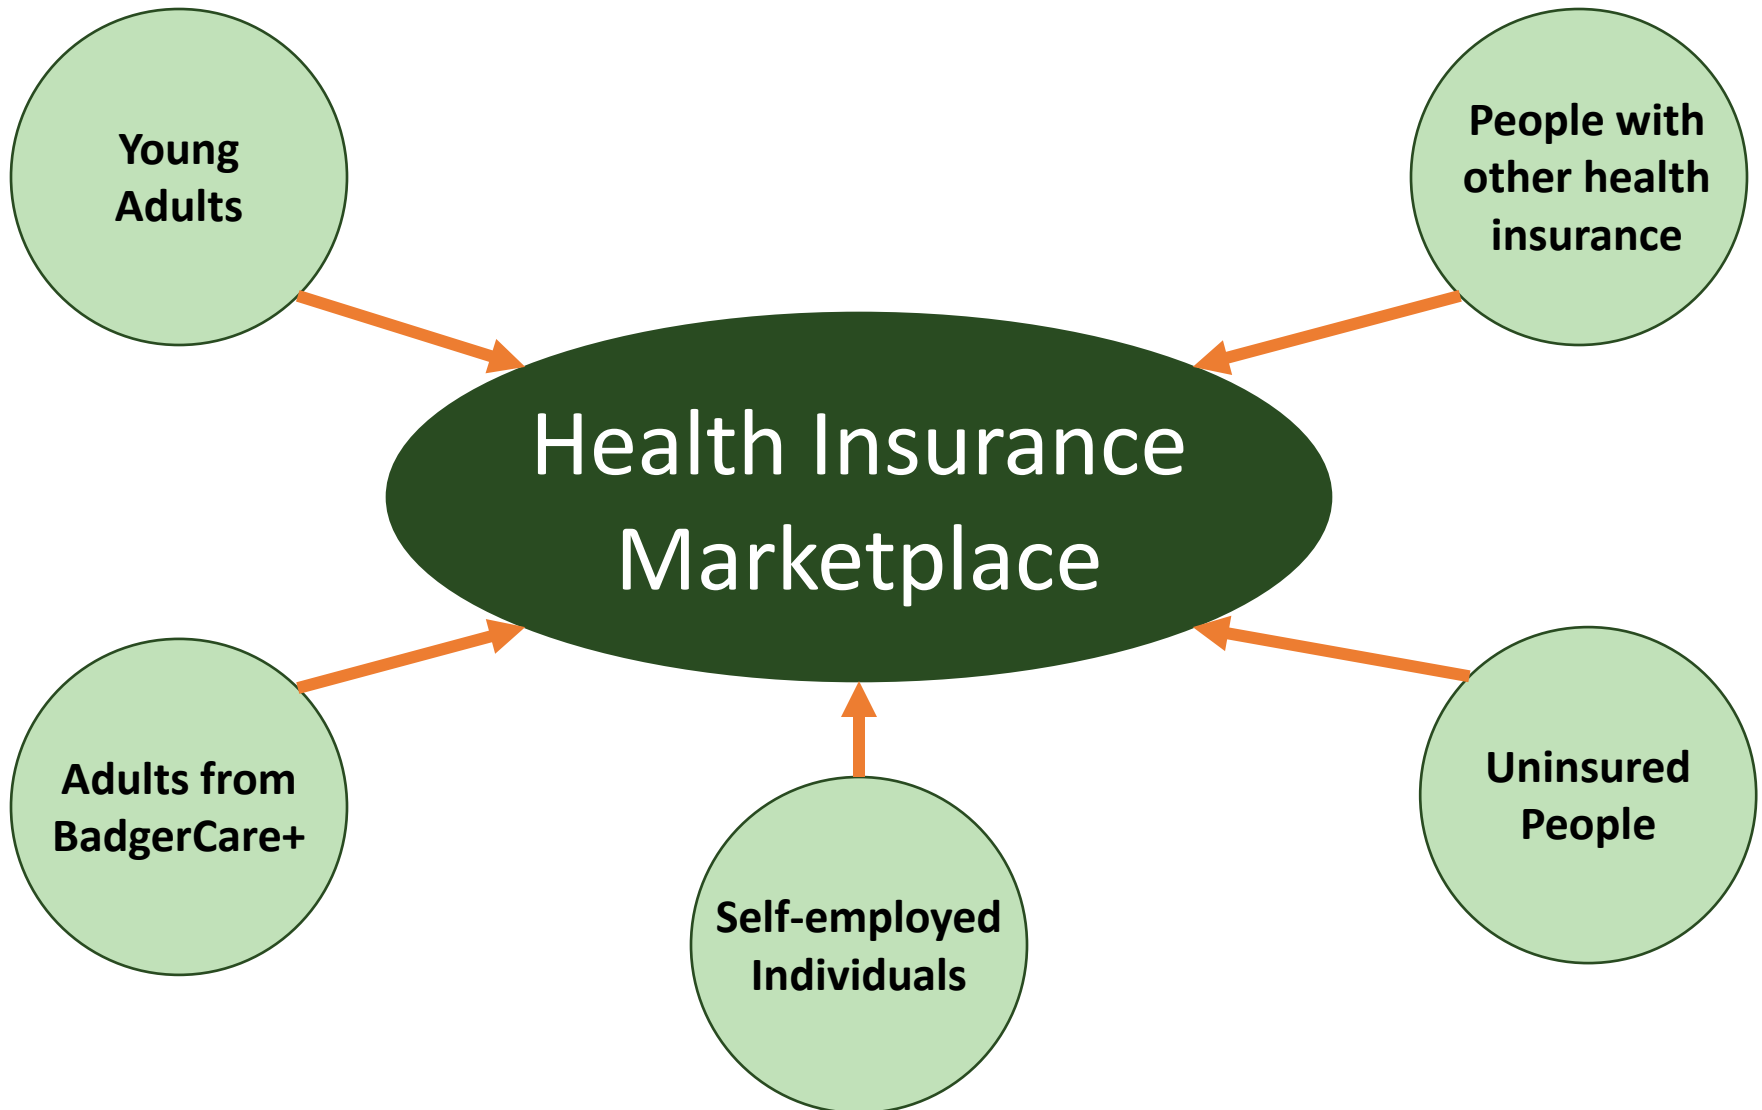 Young
Adults
People with
other health
insurance
Health Insurance
Marketplace
Adults from
BadgerCare+
Self-employed
Individuals
Uninsured
People